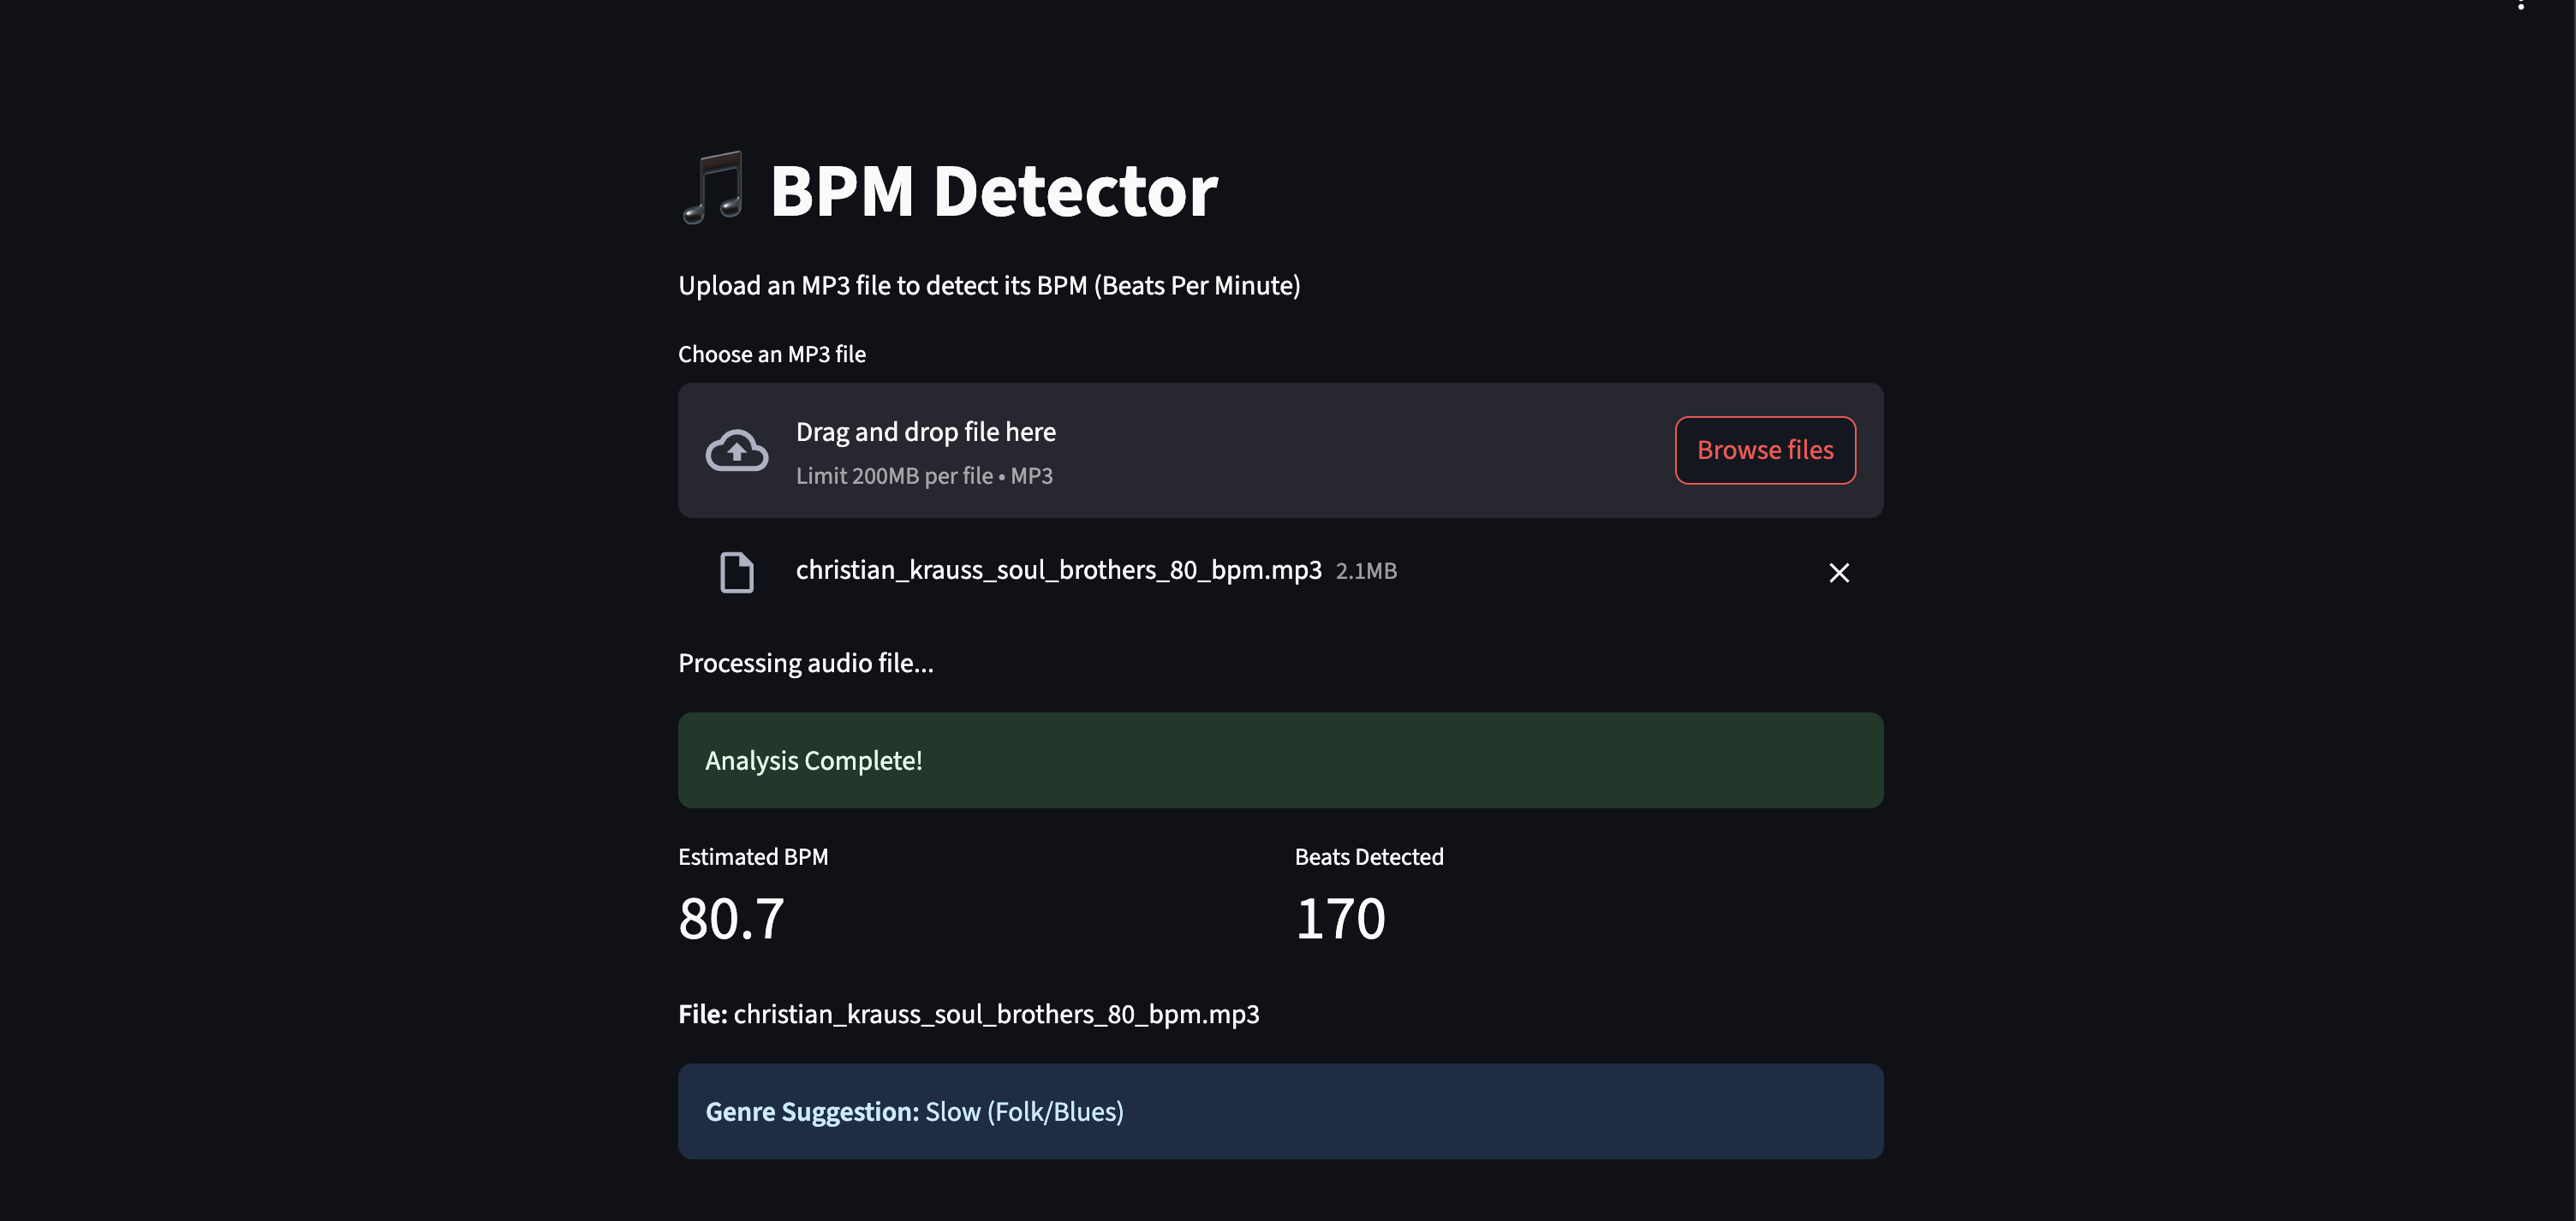 🎵 BPM Detector
Upload an MP3 file to detect its BPM (Beats Per Minute)
Choose an MP3 file
Drag and drop file here
Limit 200MB per file • MP3
Browse files
christian_krauss_soul_brothers_80_bpm.mp3 2.1MB
Processing audio file...
Analysis Complete!
Estimated BPM
80.7
Beats Detected
170
File: christian_krauss_soul_brothers_80_bpm.mp3
Genre Suggestion: Slow (Folk/Blues)